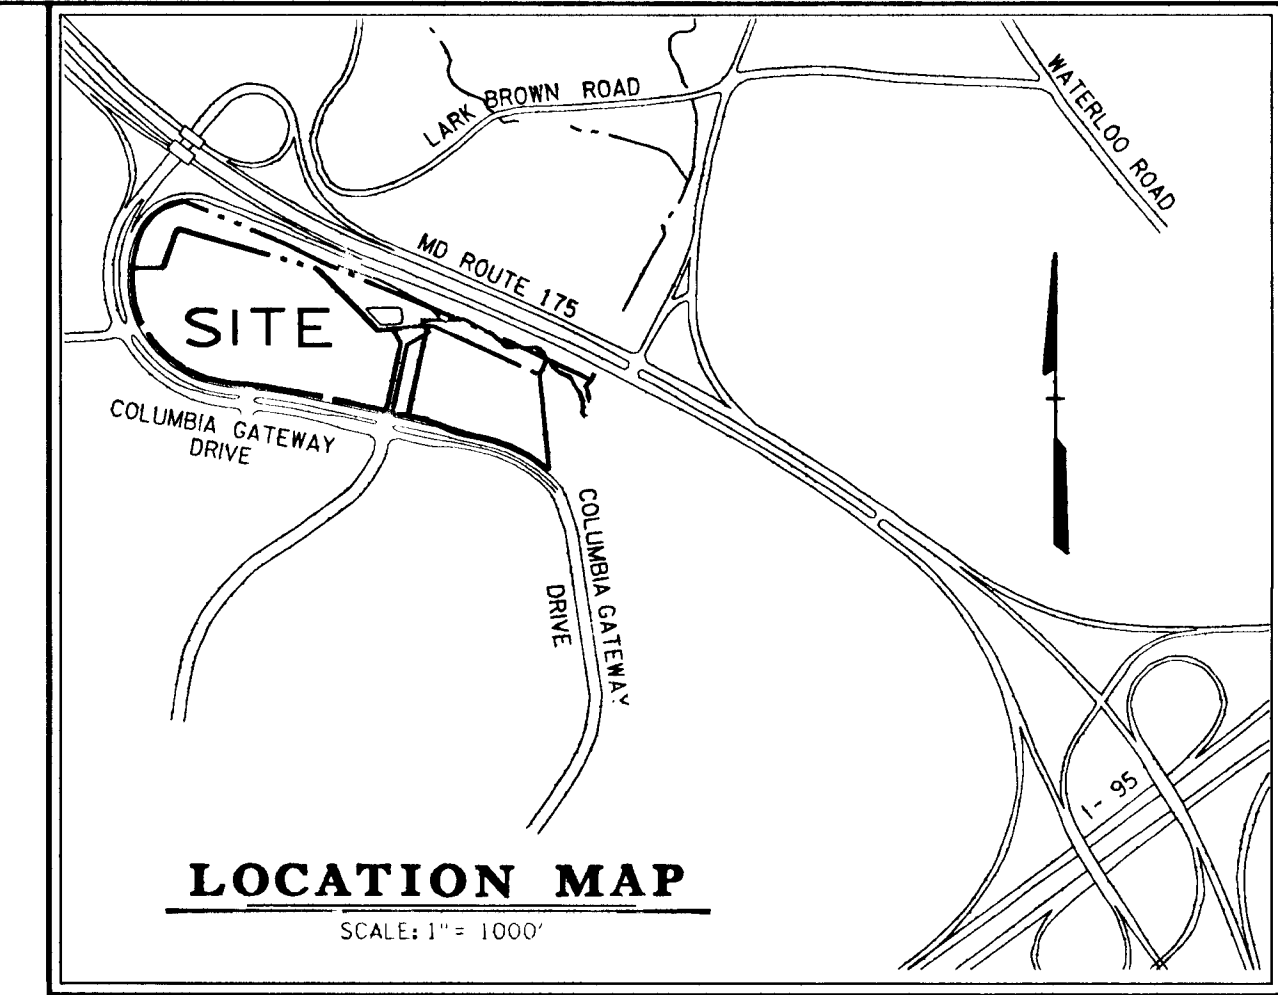 LARK BROWN ROAD
WATERLOO ROAD
MD ROUTE 175
SITE
COLUMBIA GATEWAY
DRIVE
COLUMBIA GATEWAY
DRIVE
I-95
LOCATION MAP
SCALE: 1" = 1000'